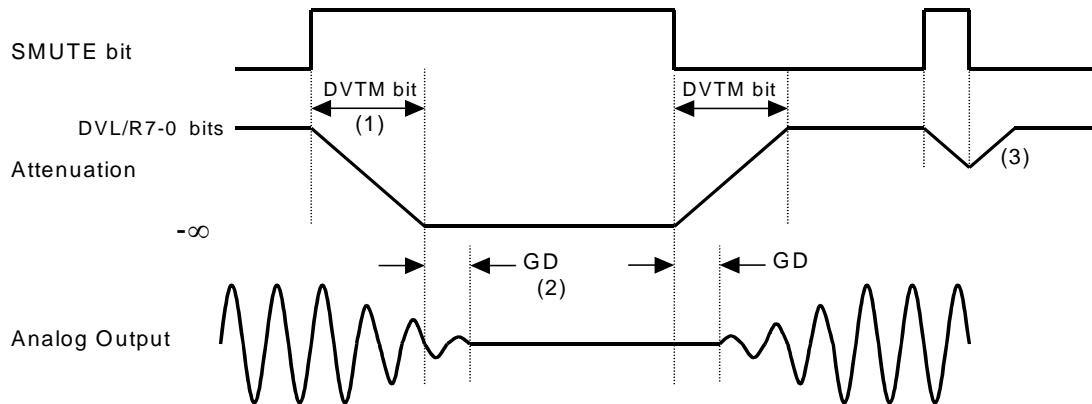 SMUTE bit
DVTM bit
DVTM bit
(1)
DVL/R7-0 bits
(3)
Attenuation
-∞
GD
GD
(2)
Analog Output